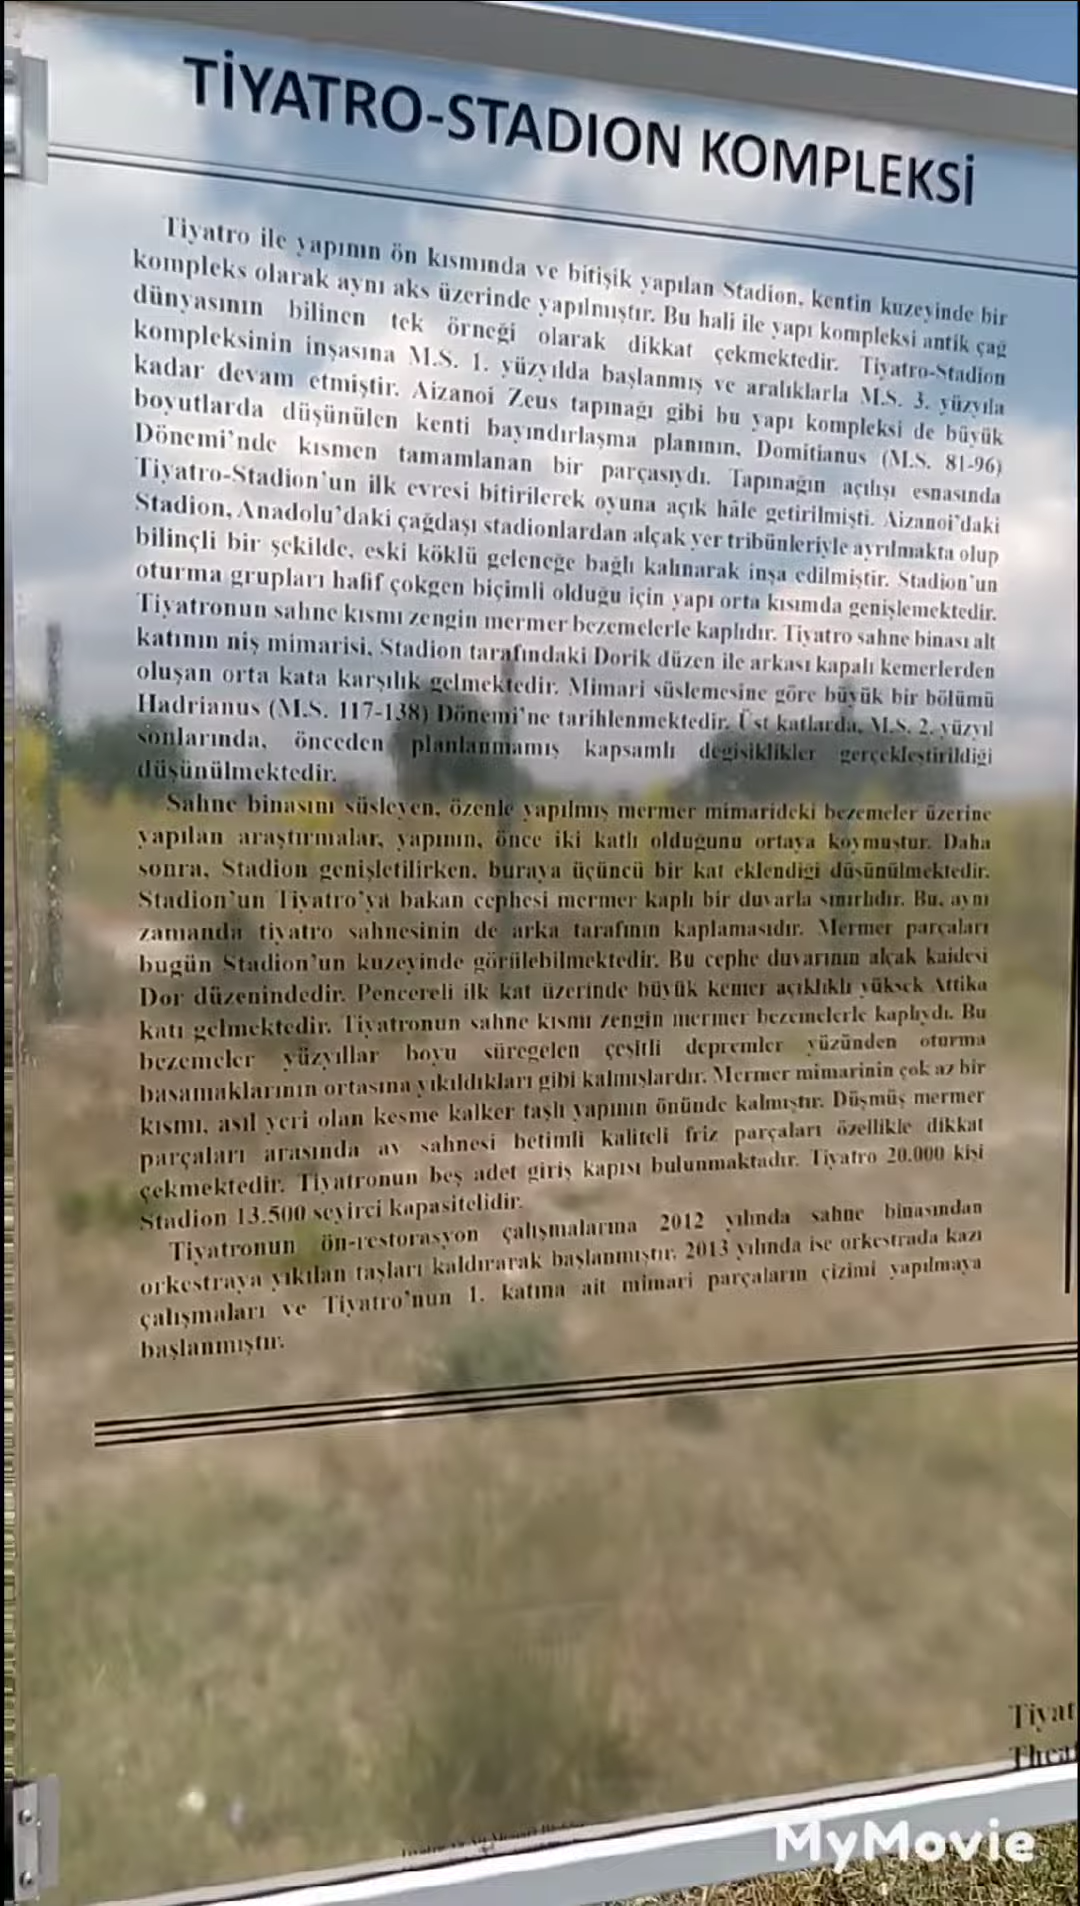 TİYATRO-STADION KOMPLEKSİ
Tiyatro ile yapının ön kısmında ve bitişik yapılan Stadion, kentin kuzeyinde bir
kompleks olarak aynı aks üzerinde yapılmıştır. Bu hali ile yapı kompleksi antik çağ
dünyasının bilinen tek örneği olarak dikkat çekmektedir. Tiyatro-Stadion
kompleksinin inşasına M.S. 1. yüzyılda başlanmış ve aralıklarla M.S. 3. yüzyıla
kadar devam etmiştir. Aizanoi Zeus tapınağı gibi bu yapı kompleksi de büyük
boyutlarda düşünülen kenti bayındırlaşma planının, Domitianus (M.S. 81-96)
Dönemi'nde kısmen tamamlanan bir parçasıydı. Tapınağın açılışı esnasında
Tiyatro-Stadion'un ilk evresi bitirilerek oyuna açık hâle getirilmişti. Aizanoi'daki
Stadion, Anadolu'daki çağdaşı stadionlardan alçak yer tribünleriyle ayrılmakta olup
bilinçli bir şekilde, eski köklü geleneğe bağlı kalınarak inşa edilmiştir. Stadion'un
oturma grupları hafif çokgen biçimli olduğu için yapı orta kısımda genişlemektedir.
Tiyatronun sahne kısmı zengin mermer bezemelerle kaplıdır. Tiyatro sahne binası alt
katının niş mimarisi, Stadion tarafındaki Dorik düzen ile arkası kapalı kemerlerden
oluşan orta kata karşılık gelmektedir. Mimari süslemesine göre büyük bir bölümü
Hadrianus (M.S. 117-138) Dönemi'ne tarihlenmektedir. Üst katlarda, M.S. 2. yüzyıl
sonlarında, önceden planlanmamış kapsamlı değişiklikler gerçekleştirildiği
düşünülmektedir.
Sahne binasını süsleyen, özenle yapılmış mermer mimarideki bezemeler üzerine
yapılan araştırmalar, yapının, önce iki katlı olduğunu ortaya koymuştur. Daha
sonra, Stadion genişletilirken, buraya üçüncü bir kat eklendiği düşünülmektedir.
Stadion'un Tiyatro'ya bakan cephesi mermer kaplı bir duvarla sınırlıdır. Bu, aynı
zamanda tiyatro sahnesinin de arka tarafının kaplamasıdır. Mermer parçaları
bugün Stadion'un kuzeyinde görülebilmektedir. Bu cephe duvarının alçak kaidesi
Dor düzenindedir. Pencereli ilk kat üzerinde büyük kemer açıklıklı yüksek Attika
katı gelmektedir. Tiyatronun sahne kısmı zengin mermer bezemelerle kaplıydı. Bu
bezemeler yüzyıllar boyu süregelen çeşitli depremler yüzünden oturma
basamaklarının ortasına yıkıldıkları gibi kalmışlardır. Mermer mimarinin çok az bir
kısmı, asıl yeri olan kesme kalker taşlı yapının önünde kalmıştır. Düşmüş mermer
parçaları arasında av sahnesi betimli kaliteli friz parçaları özellikle dikkat
çekmektedir. Tiyatronun beş adet giriş kapısı bulunmaktadır. Tiyatro 20.000 kişi
Stadion 13.500 seyirci kapasitelidir.
Tiyatronun ön-restorasyon çalışmalarına 2012 yılında sahne binasından
orkestraya yıkılan taşları kaldırarak başlanmıştır. 2013 yılında ise orkestrada kazı
çalışmaları ve Tiyatro'nun 1. katına ait mimari parçaların çizimi yapılmaya
başlanmıştır.
Tiyat
Thea
MyMovie